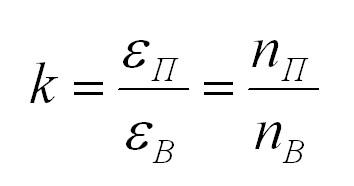 k = ε_П / ε_В = n_П / n_В